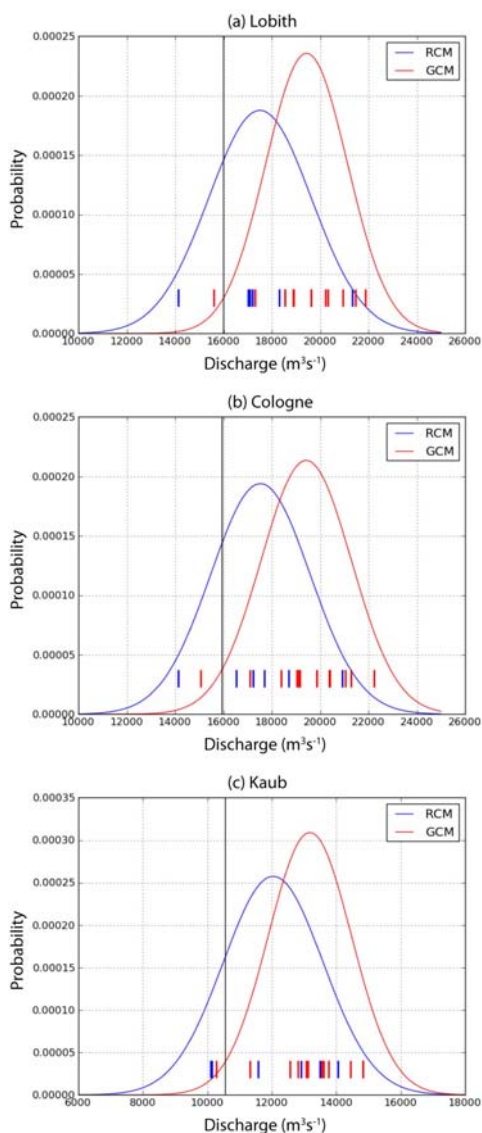 (a) Lobith
0.00025
0.00020
0.00015
0.00010
0.00005
0.00000
Probability
RCM
GCM
10000 12000 14000 16000 18000 20000 22000 24000 26000
Discharge (m³s⁻¹)
(b) Cologne
0.00025
0.00020
0.00015
0.00010
0.00005
0.00000
Probability
RCM
GCM
10000 12000 14000 16000 18000 20000 22000 24000 26000
Discharge (m³s⁻¹)
(c) Kaub
0.00035
0.00030
0.00025
0.00020
0.00015
0.00010
0.00005
0.00000
Probability
RCM
GCM
6000 8000 10000 12000 14000 16000 18000
Discharge (m³s⁻¹)